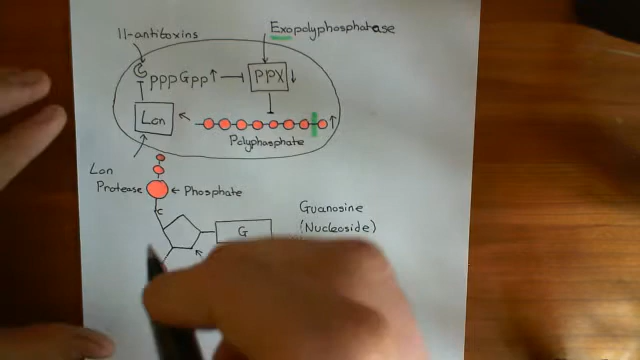 11-antitoxins
Exopolyphosphatase
pppGpp↑
PPX ↓
Lon
↑
Polyphosphate
Lon
Protease
← Phosphate
C
G
Guanosine
(Nucleoside)